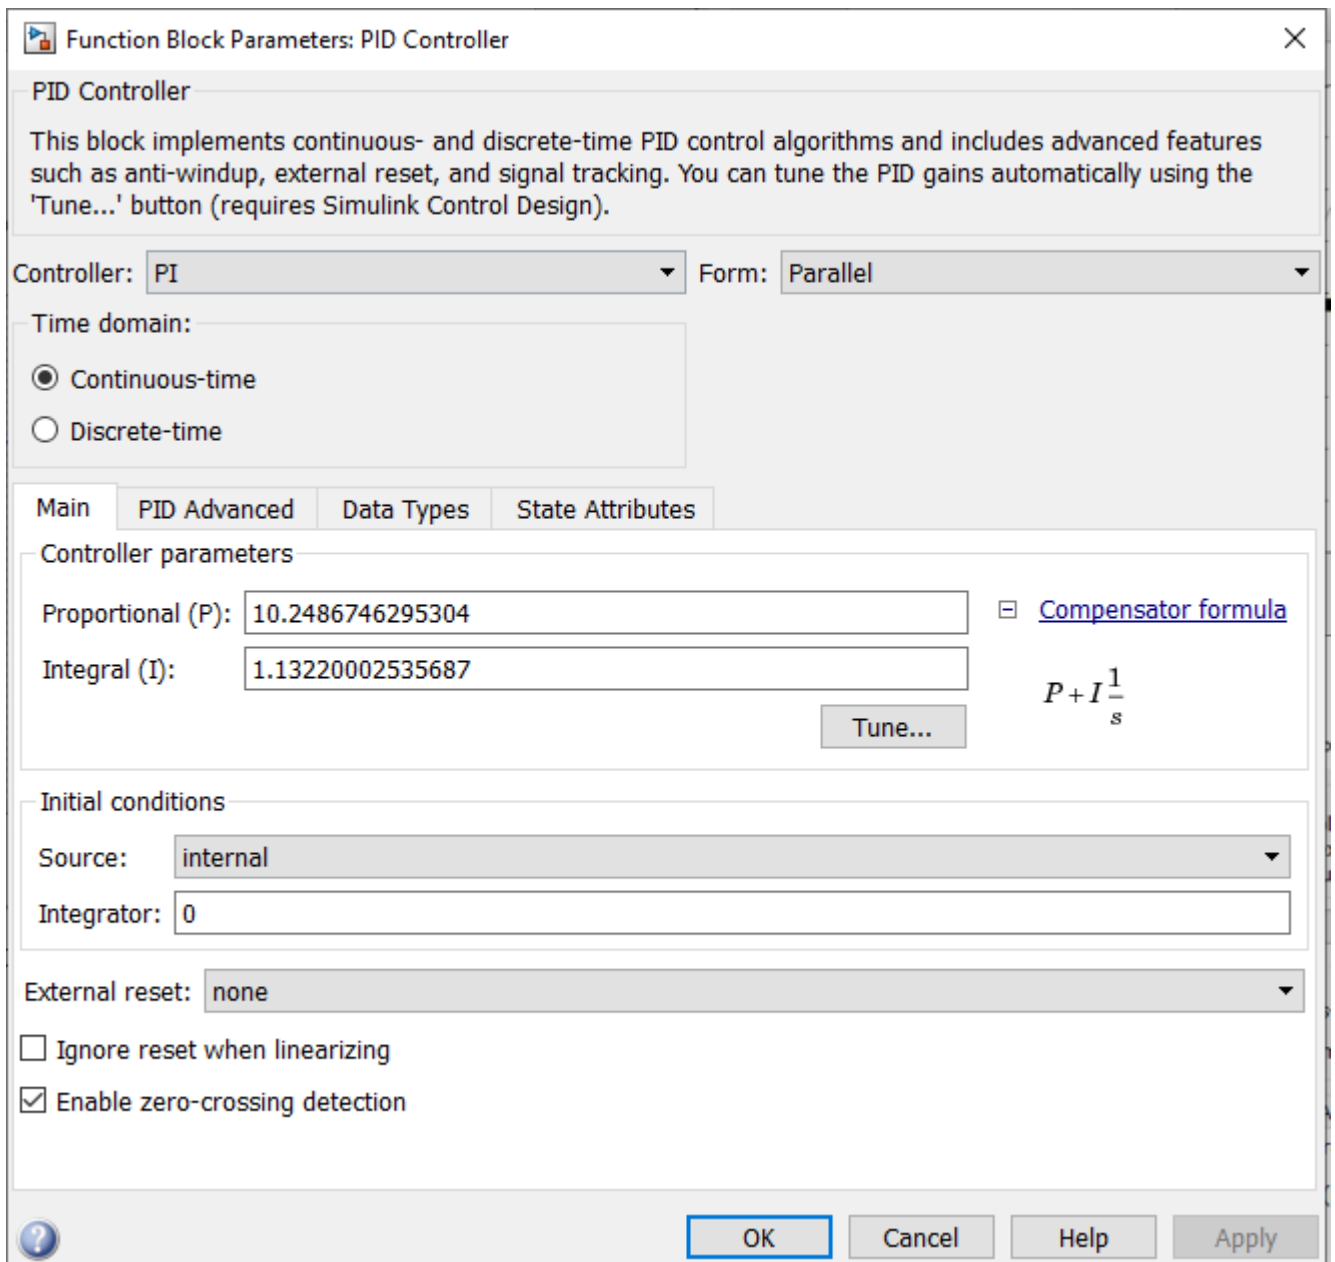 Function Block Parameters: PID Controller
PID Controller
This block implements continuous- and discrete-time PID control algorithms and includes advanced features
such as anti-windup, external reset, and signal tracking. You can tune the PID gains automatically using the
'Tune...' button (requires Simulink Control Design).
Controller: PI Form: Parallel
Time domain:
Continuous-time
Discrete-time
Main PID Advanced Data Types State Attributes
Controller parameters
Proportional (P): 10.2486746295304 Compensator formula
Integral (I): 1.13220002535687
P + I 1/s
Tune...
Initial conditions
Source: internal
Integrator: 0
External reset: none
Ignore reset when linearizing
Enable zero-crossing detection
OK Cancel Help Apply